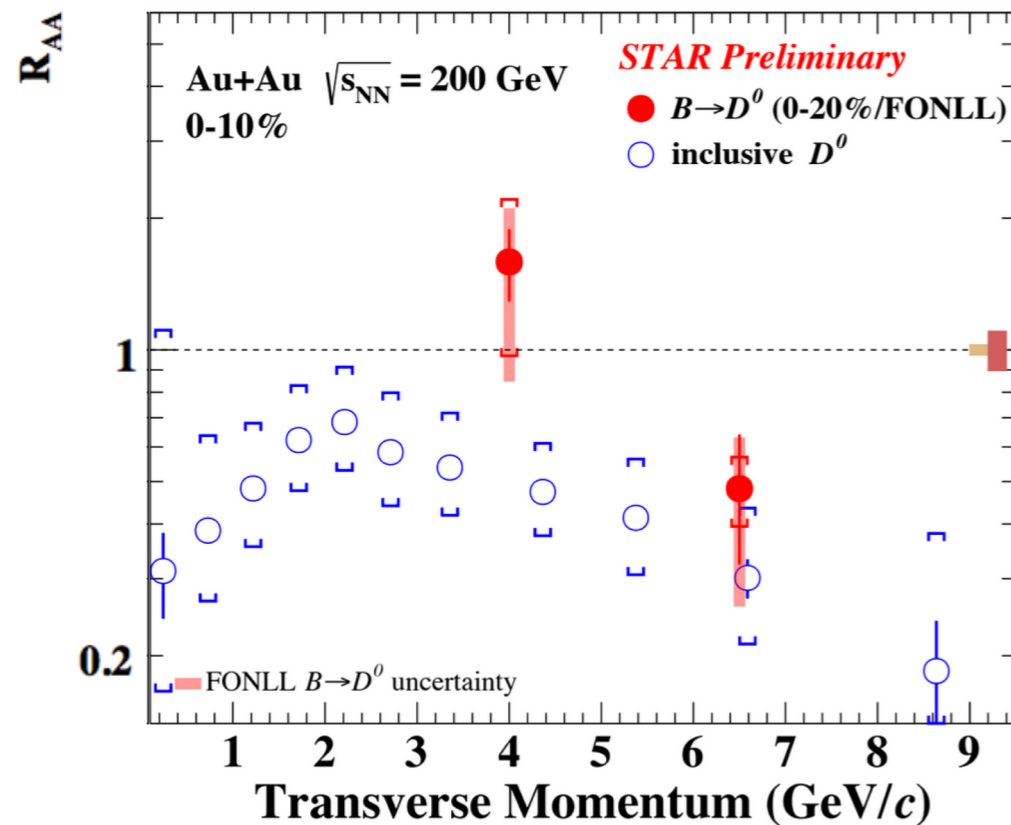 R_AA
Au+Au √s_NN = 200 GeV
0-10%
STAR Preliminary
B→D^0 (0-20%/FONLL)
inclusive D^0
1
0.2
FONLL B→D^0 uncertainty
1 2 3 4 5 6 7 8 9
Transverse Momentum (GeV/c)